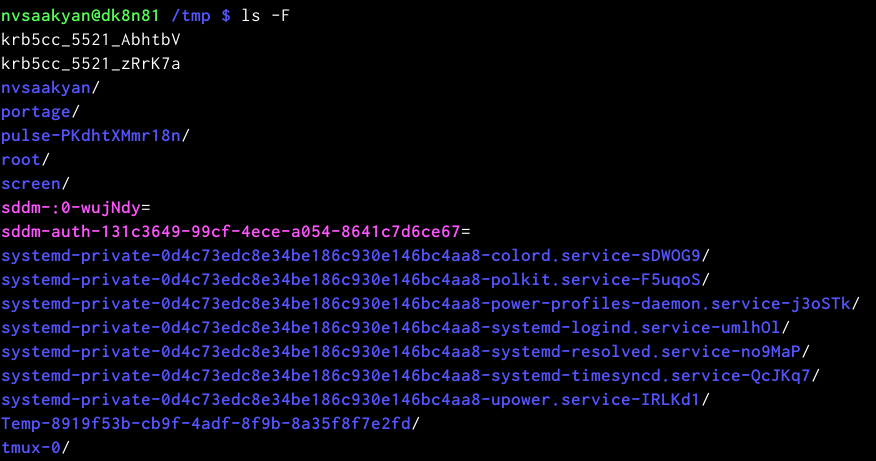 nvsaakyan@dk8n81 /tmp $ ls -F
krb5cc_5521_AbhtbV
krb5cc_5521_zRrK7a
nvsaakyan/
portage/
pulse-PKdhtXMmr18n/
root/
screen/
sddm-:0-wujNdy=
sddm-auth-131c3649-99cf-4ece-a054-8641c7d6ce67=
systemd-private-0d4c73edc8e34be186c930e146bc4aa8-colord.service-sDWOG9/
systemd-private-0d4c73edc8e34be186c930e146bc4aa8-polkit.service-F5uqoS/
systemd-private-0d4c73edc8e34be186c930e146bc4aa8-power-profiles-daemon.service-j3oSTk/
systemd-private-0d4c73edc8e34be186c930e146bc4aa8-systemd-logind.service-umlhOl/
systemd-private-0d4c73edc8e34be186c930e146bc4aa8-systemd-resolved.service-no9MaP/
systemd-private-0d4c73edc8e34be186c930e146bc4aa8-systemd-timesyncd.service-QcJKq7/
systemd-private-0d4c73edc8e34be186c930e146bc4aa8-upower.service-IRLKd1/
Temp-8919f53b-cb9f-4adf-8f9b-8a35f8f7e2fd/
tmux-0/